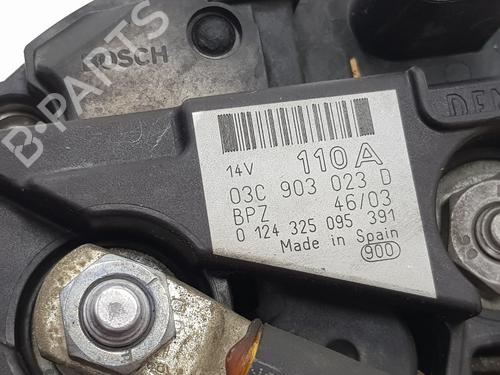 B-PARTS
BOSCH
DEN
14V 110A
03C 903 023 D
BPZ 46/03
0 124 325 095 391
Made in Spain
900